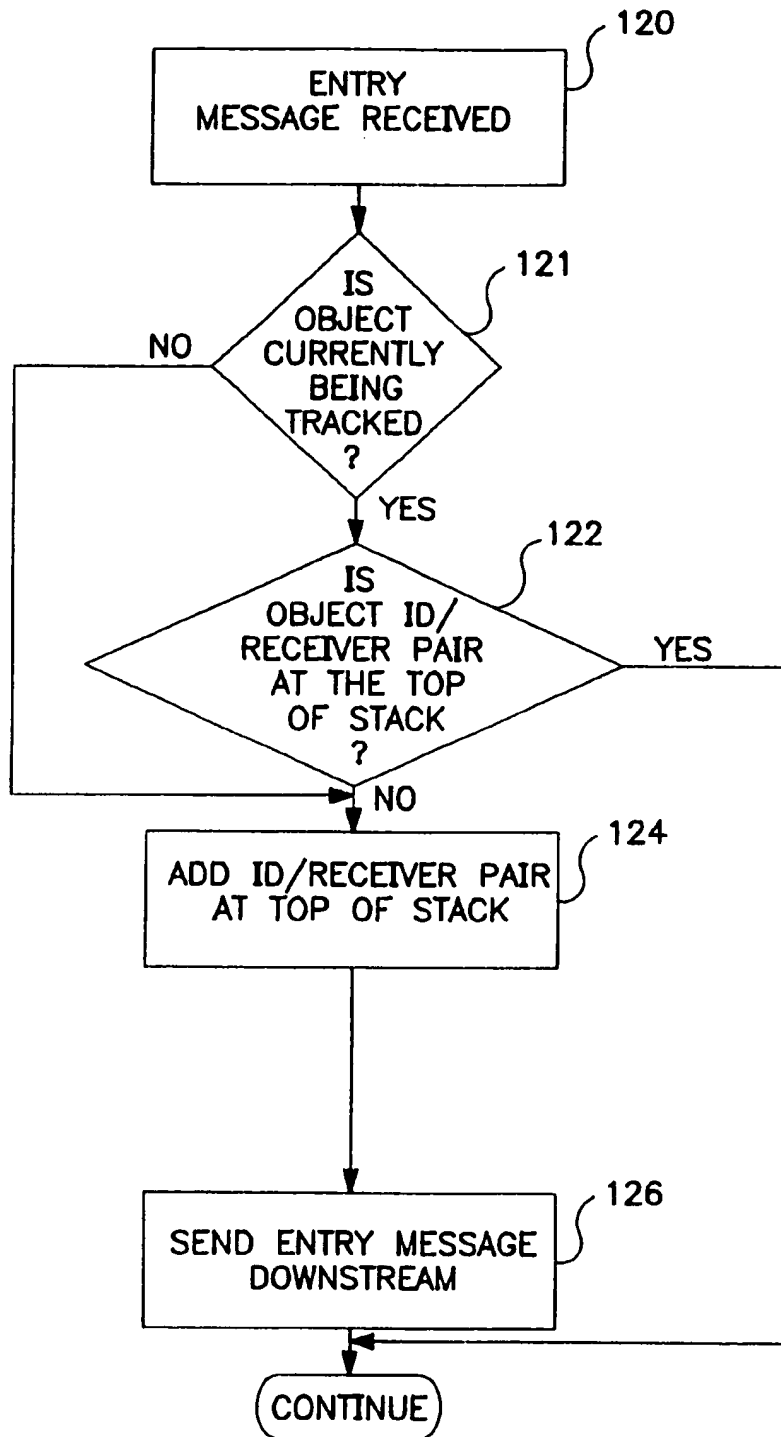 120
ENTRY
MESSAGE RECEIVED
121
IS
OBJECT
CURRENTLY
BEING
TRACKED
?
NO
YES
122
IS
OBJECT ID/
RECEIVER PAIR
AT THE TOP
OF STACK
?
YES
NO
124
ADD ID/RECEIVER PAIR
AT TOP OF STACK
126
SEND ENTRY MESSAGE
DOWNSTREAM
CONTINUE